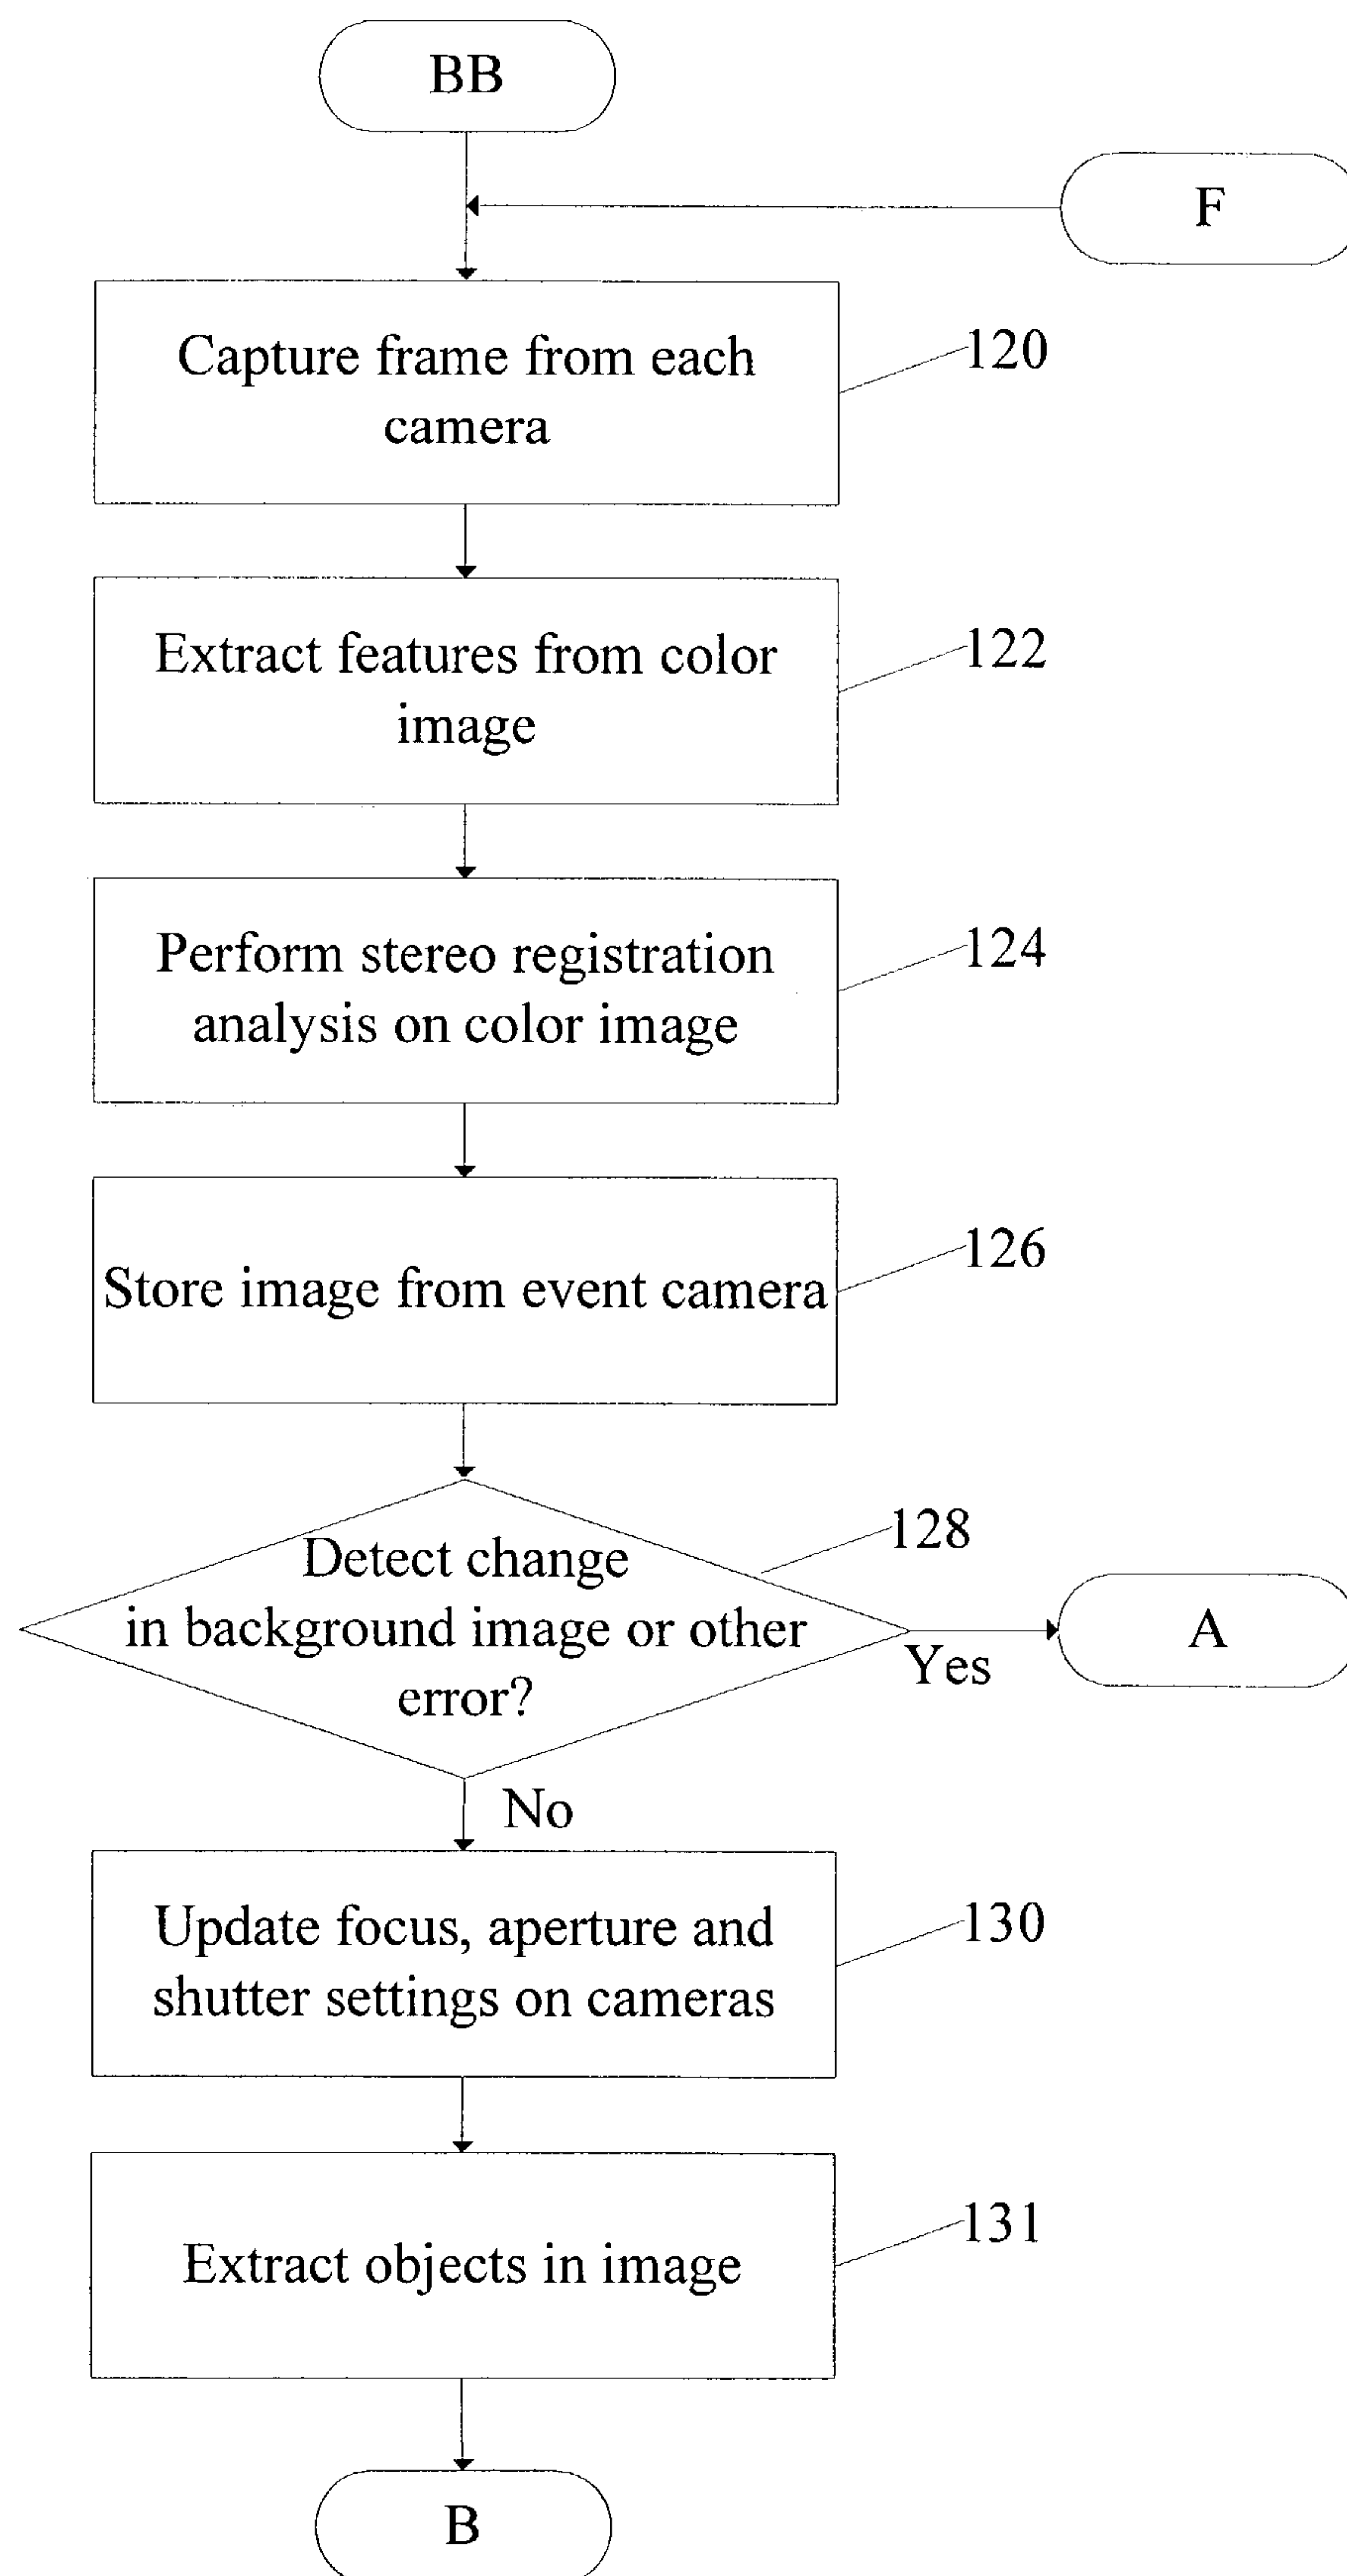 BB
F
Capture frame from each
camera
120
Extract features from color
image
122
Perform stereo registration
analysis on color image
124
Store image from event camera
126
Detect change
in background image or other
error?
128
Yes
A
No
Update focus, aperture and
shutter settings on cameras
130
Extract objects in image
131
B